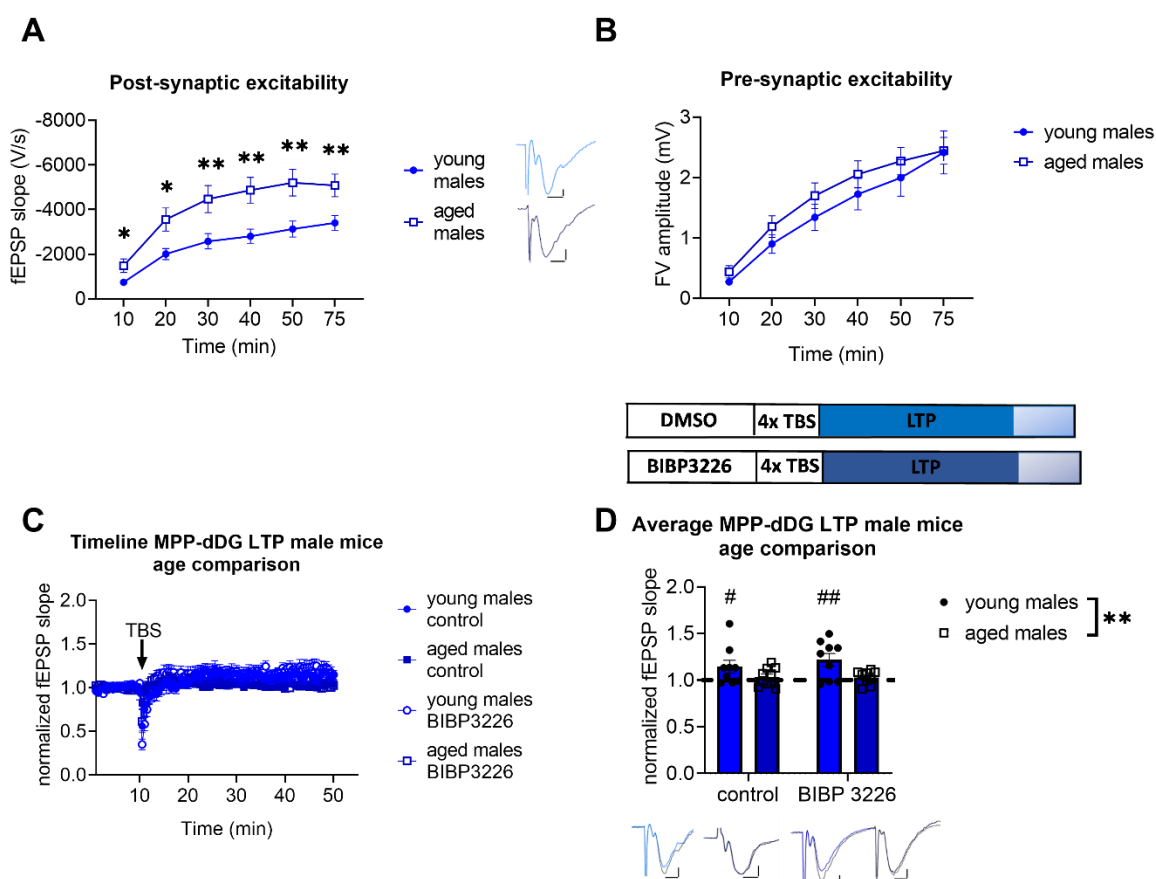 A
Post-synaptic excitability
fEPSP slope (V/s)
-8000
-6000
-4000
-2000
0
* * ** ** ** **
10 20 30 40 50 75
Time (min)
young
males
aged
males
B
Pre-synaptic excitability
FV amplitude (mV)
3
2
1
0
10 20 30 40 50 75
Time (min)
young males
aged males
DMSO 4x TBS LTP
BIBP3226 4x TBS LTP
C
Timeline MPP-dDG LTP male mice
age comparison
normalized fEPSP slope
2.0
1.5
1.0
0.5
0.0
TBS
10 20 30 40 50
Time (min)
young males
control
aged males
control
young males
BIBP3226
aged males
BIBP3226
D
Average MPP-dDG LTP male mice
age comparison
normalized fEPSP slope
2.0
1.5
1.0
0.5
0.0
# ##
control BIBP 3226
young males
aged males
**